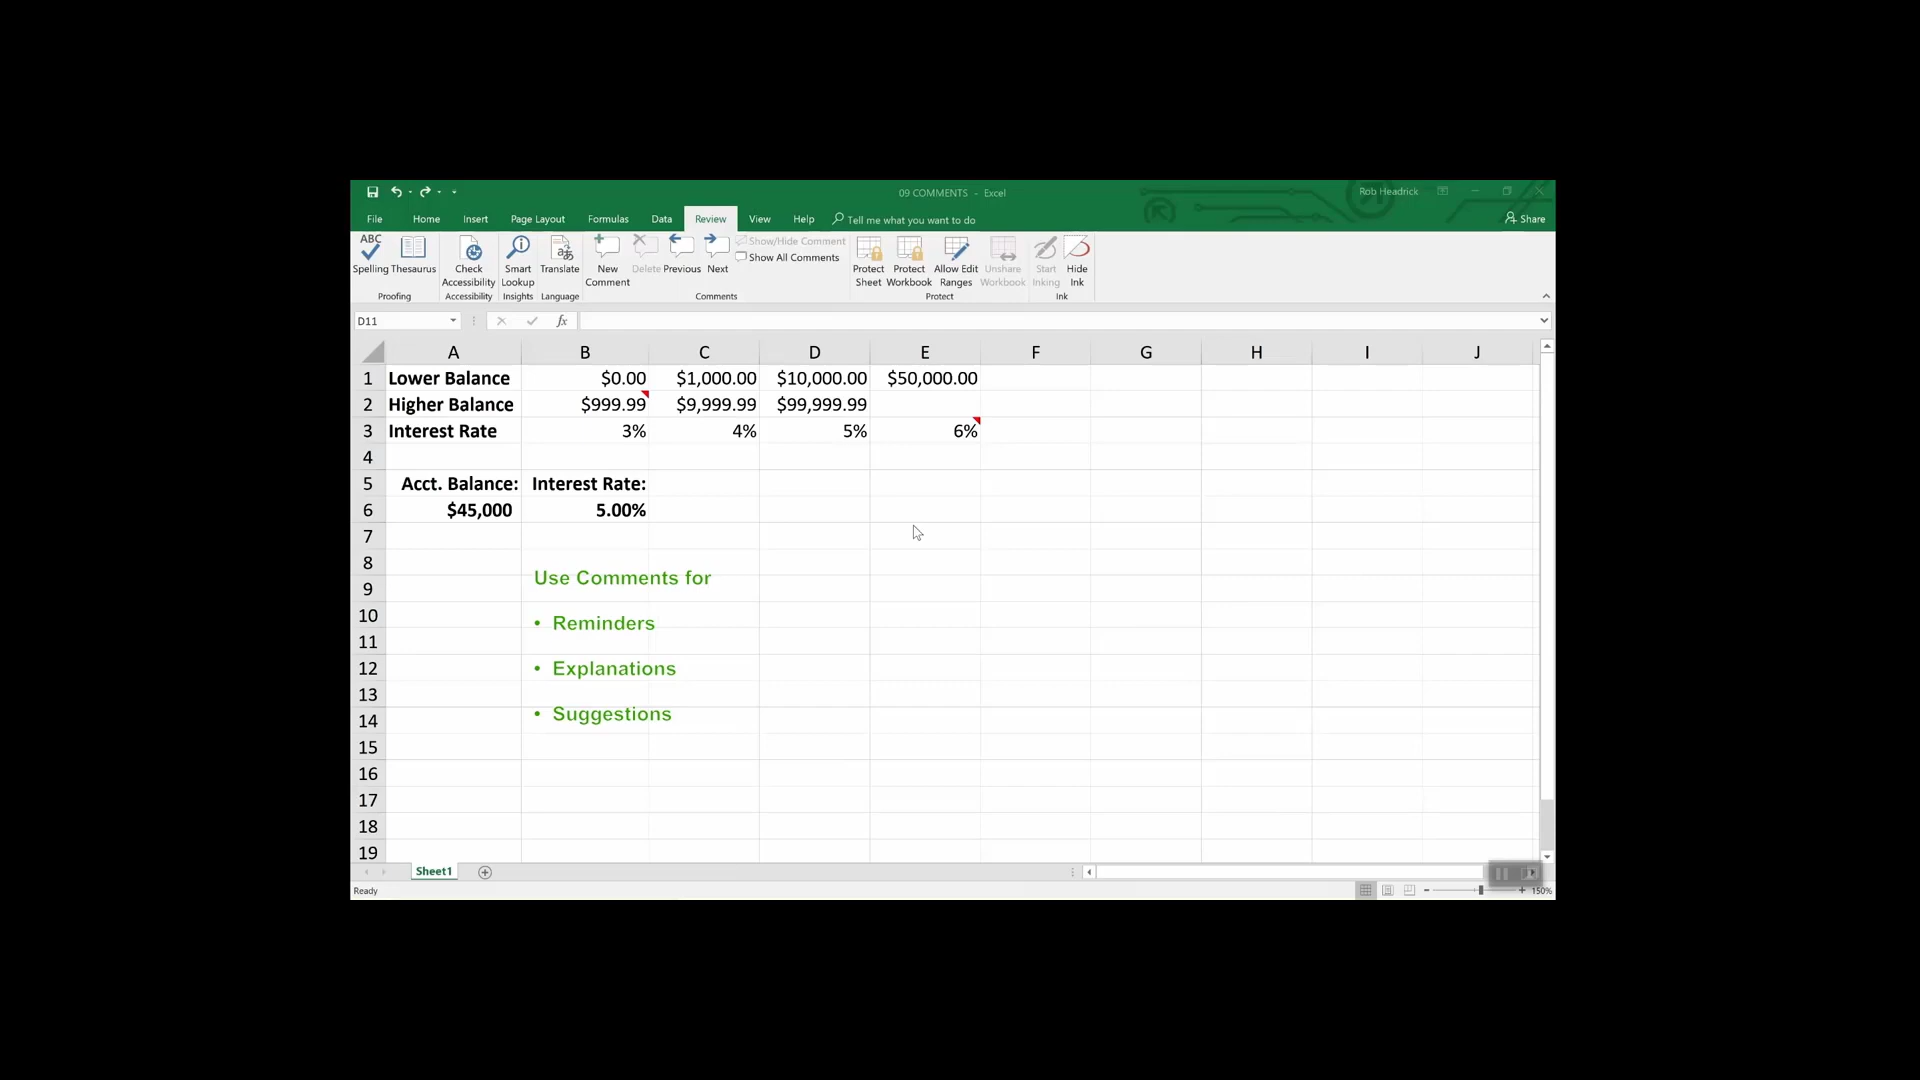 09 COMMENTS - Excel
Rob Headrick
File Home Insert Page Layout Formulas Data Review View Help Tell me what you want to do Share
ABC
Spelling Thesaurus Check Accessibility Smart Lookup Translate New Comment Delete Previous Next Show/Hide Comment
Show All Comments
Protect Sheet Protect Workbook Allow Edit Ranges Unshare Workbook Start Inking Hide Ink
Proofing Accessibility Insights Language Comments Protect Ink
D11 fx
A B C D E F G H I J
1 Lower Balance $0.00 $1,000.00 $10,000.00 $50,000.00
2 Higher Balance $999.99 $9,999.99 $99,999.99
3 Interest Rate 3% 4% 5% 6%
4
5 Acct. Balance: Interest Rate:
6 $45,000 5.00%
7
8
Use Comments for
9
10
• Reminders
11
12 • Explanations
13
14 • Suggestions
15
16
17
18
19
Sheet1
Ready 150%